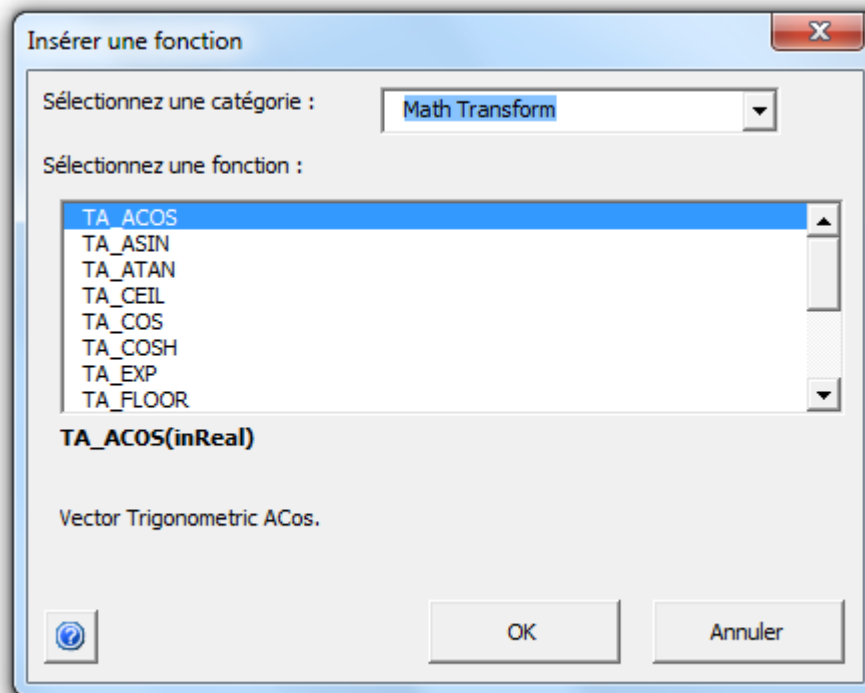 Insérer une fonction
Sélectionnez une catégorie : Math Transform
Sélectionnez une fonction :
TA_ACOS
TA_ASIN
TA_ATAN
TA_CEIL
TA_COS
TA_COSH
TA_EXP
TA_FLOOR
TA_ACOS(inReal)
Vector Trigonometric ACos.
OK Annuler